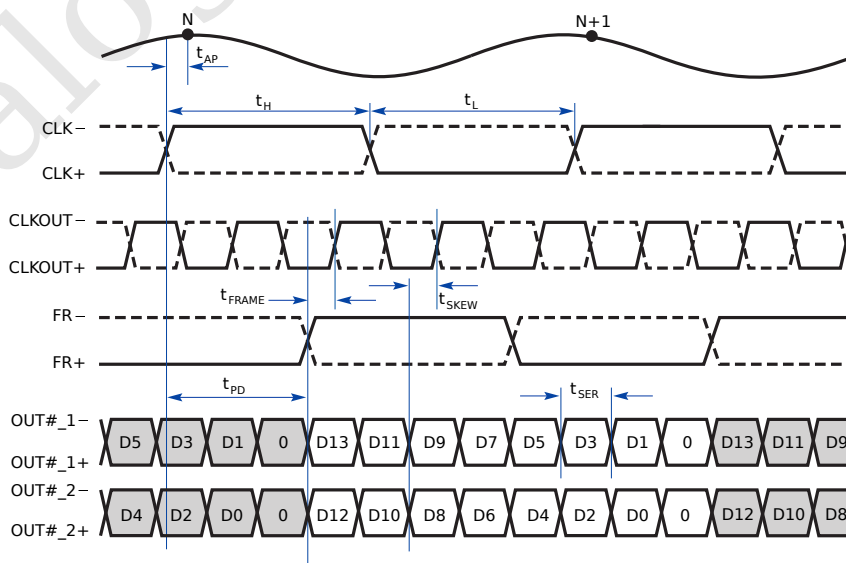 N
N+1
tAP
tH
tL
CLK−
CLK+
CLKOUT−
CLKOUT+
tFRAME
tSKEW
FR−
FR+
tPD
tSER
OUT#_1−
D5 D3 D1 0 D13 D11 D9 D7 D5 D3 D1 0 D13 D11 D9
OUT#_1+
OUT#_2−
D4 D2 D0 0 D12 D10 D8 D6 D4 D2 D0 0 D12 D10 D8
OUT#_2+
alos